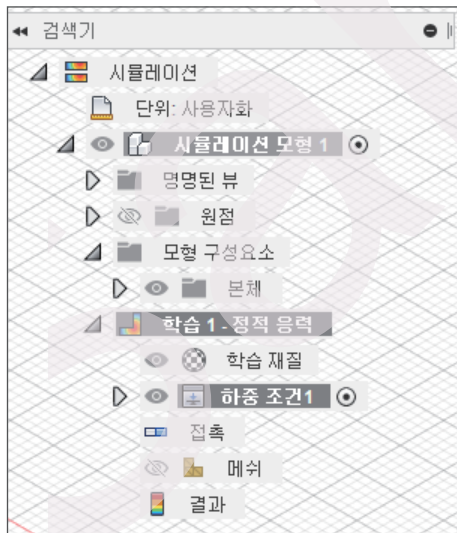 검색기
시뮬레이션
단위: 사용자화
시뮬레이션 모형 1
명명된 뷰
원점
모형 구성요소
본체
학습 1 - 정적 응력
학습 재질
하중 조건1
접촉
메쉬
결과